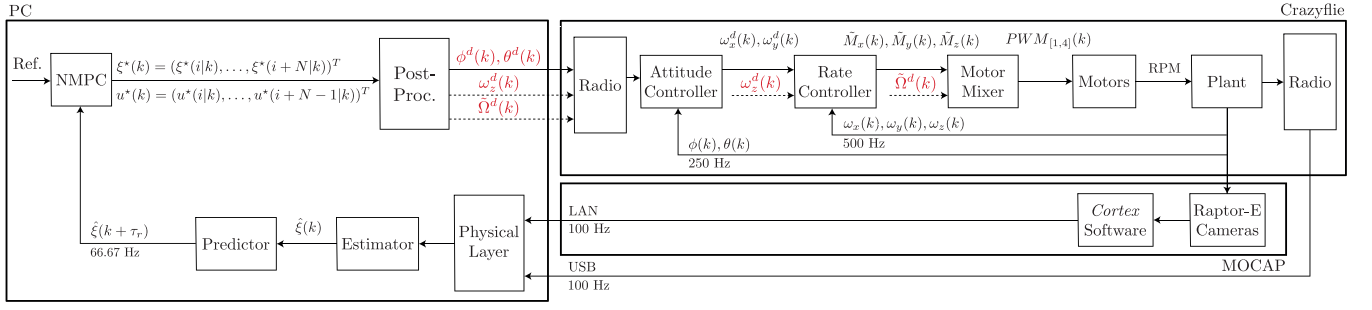 PC
Crazyflie
Ref.
NMPC
ξ*(k) = (ξ*(i|k), . . . , ξ*(i + N|k))^T
u*(k) = (u*(i|k), . . . , u*(i + N − 1|k))^T
Post-
Proc.
ϕ^d(k), θ^d(k)
ω_z^d(k)
Ω̃^d(k)
Radio
Attitude
Controller
ω_x^d(k), ω_y^d(k)
ω_z^d(k)
Rate
Controller
M̃_x(k), M̃_y(k), M̃_z(k)
Ω̃^d(k)
Motor
Mixer
PWM_[1,4](k)
Motors
RPM
Plant
Radio
ω_x(k}, ω_y(k), ω_z(k)
500 Hz
ϕ(k), θ(k)
250 Hz
ξ̂(k + τ_r)
66.67 Hz
Predictor
ξ̂(k)
Estimator
Physical
Layer
LAN
100 Hz
Cortex
Software
Raptor-E
Cameras
MOCAP
USB
100 Hz